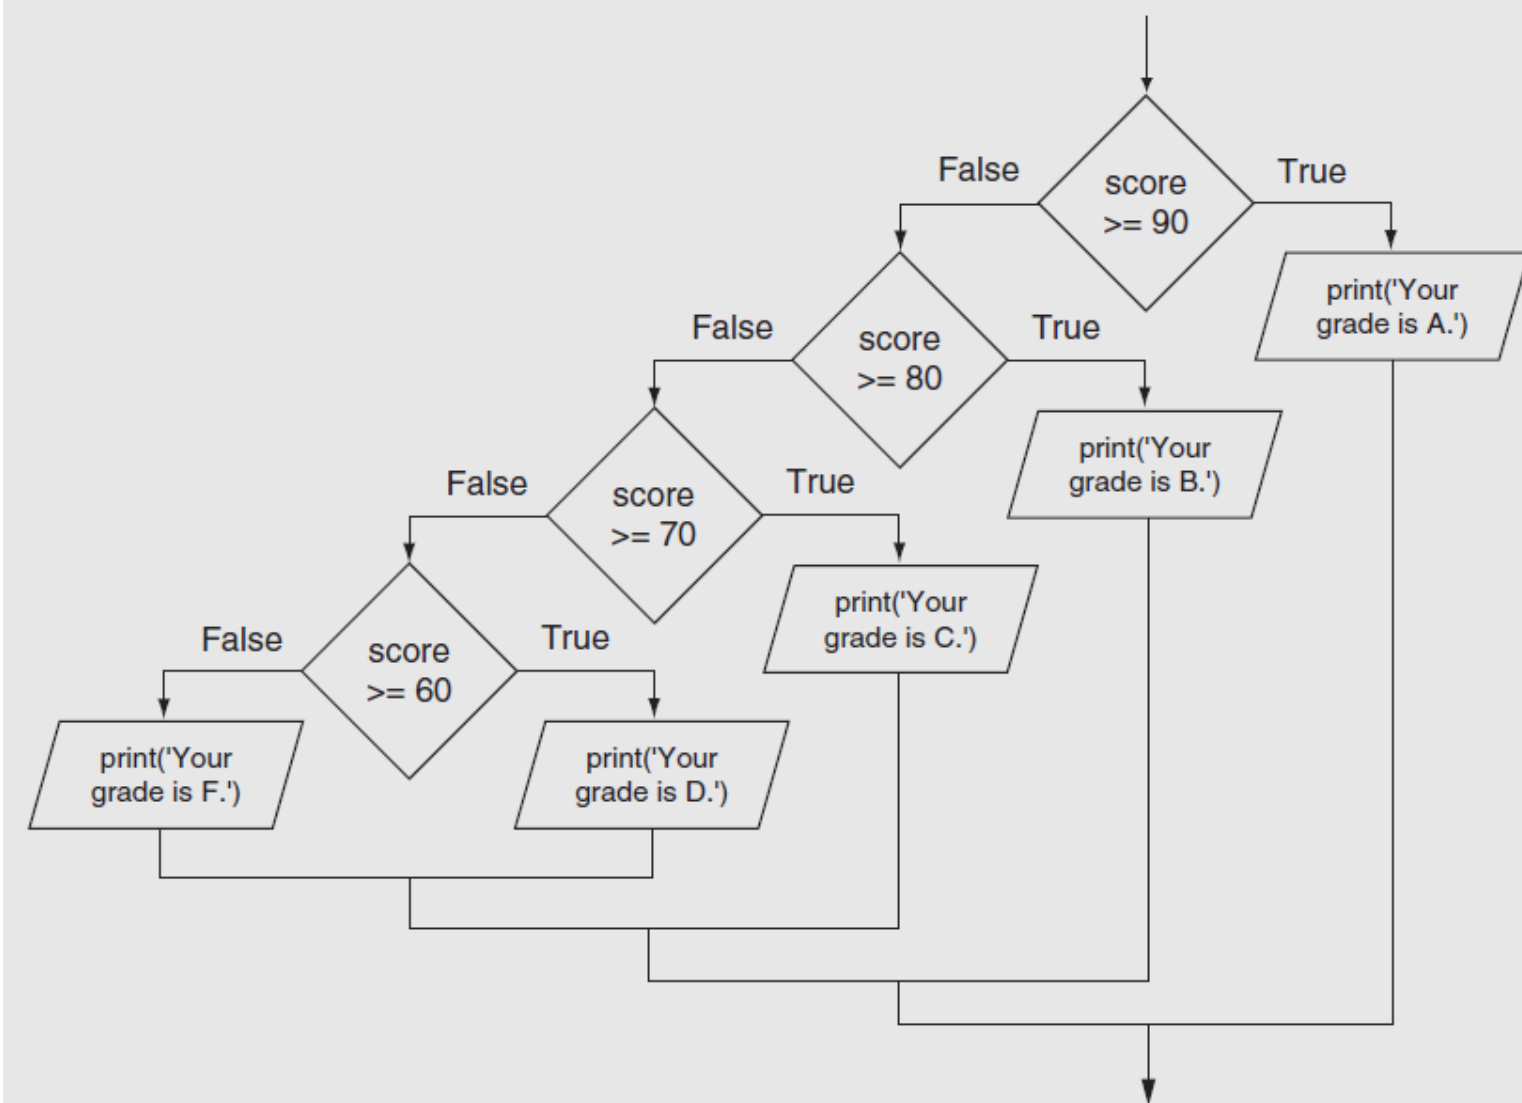 False
True
score
>= 90
print('Your
grade is A.')
False
True
score
>= 80
print('Your
grade is B.')
False
True
score
>= 70
print('Your
grade is C.')
False
True
score
>= 60
print('Your
grade is F.')
print('Your
grade is D.')